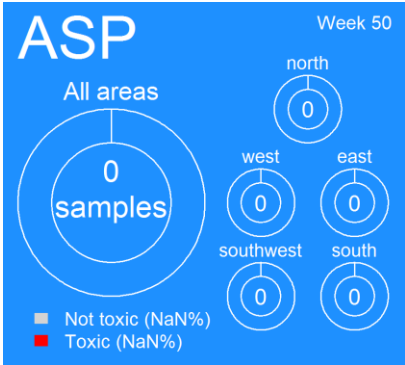 ASP
Week 50
All areas
0
samples
north
0
west
0
east
0
southwest
0
south
0
Not toxic (NaN%)
Toxic (NaN%)